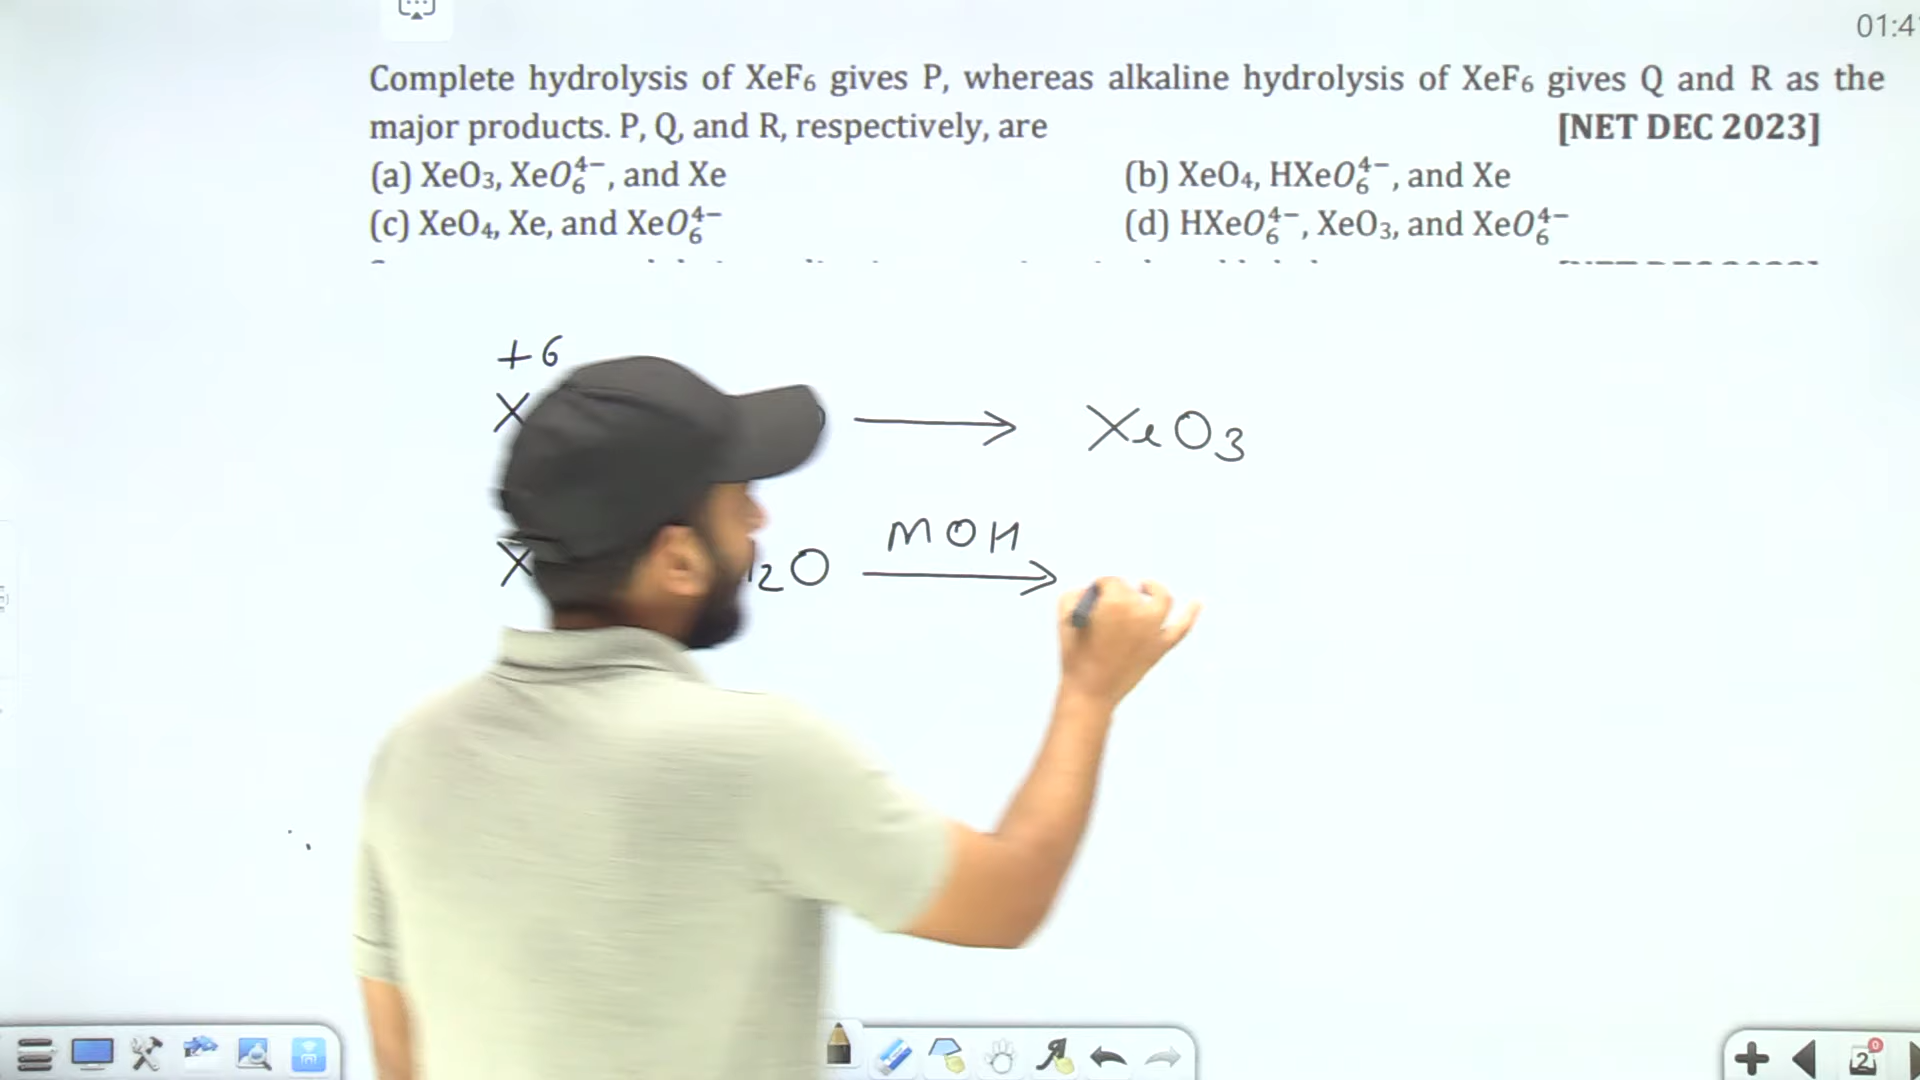 01:4
Complete hydrolysis of XeF₆ gives P, whereas alkaline hydrolysis of XeF₆ gives Q and R as the
major products. P, Q, and R, respectively, are [NET DEC 2023]
(a) XeO₃, XeO₆⁴⁻, and Xe (b) XeO₄, HXeO₆⁴⁻, and Xe
(c) XeO₄, Xe, and XeO₆⁴⁻ (d) HXeO₆⁴⁻, XeO₃, and XeO₆⁴⁻
+6
X → XeO₃
X ₂O MOH →
2
0